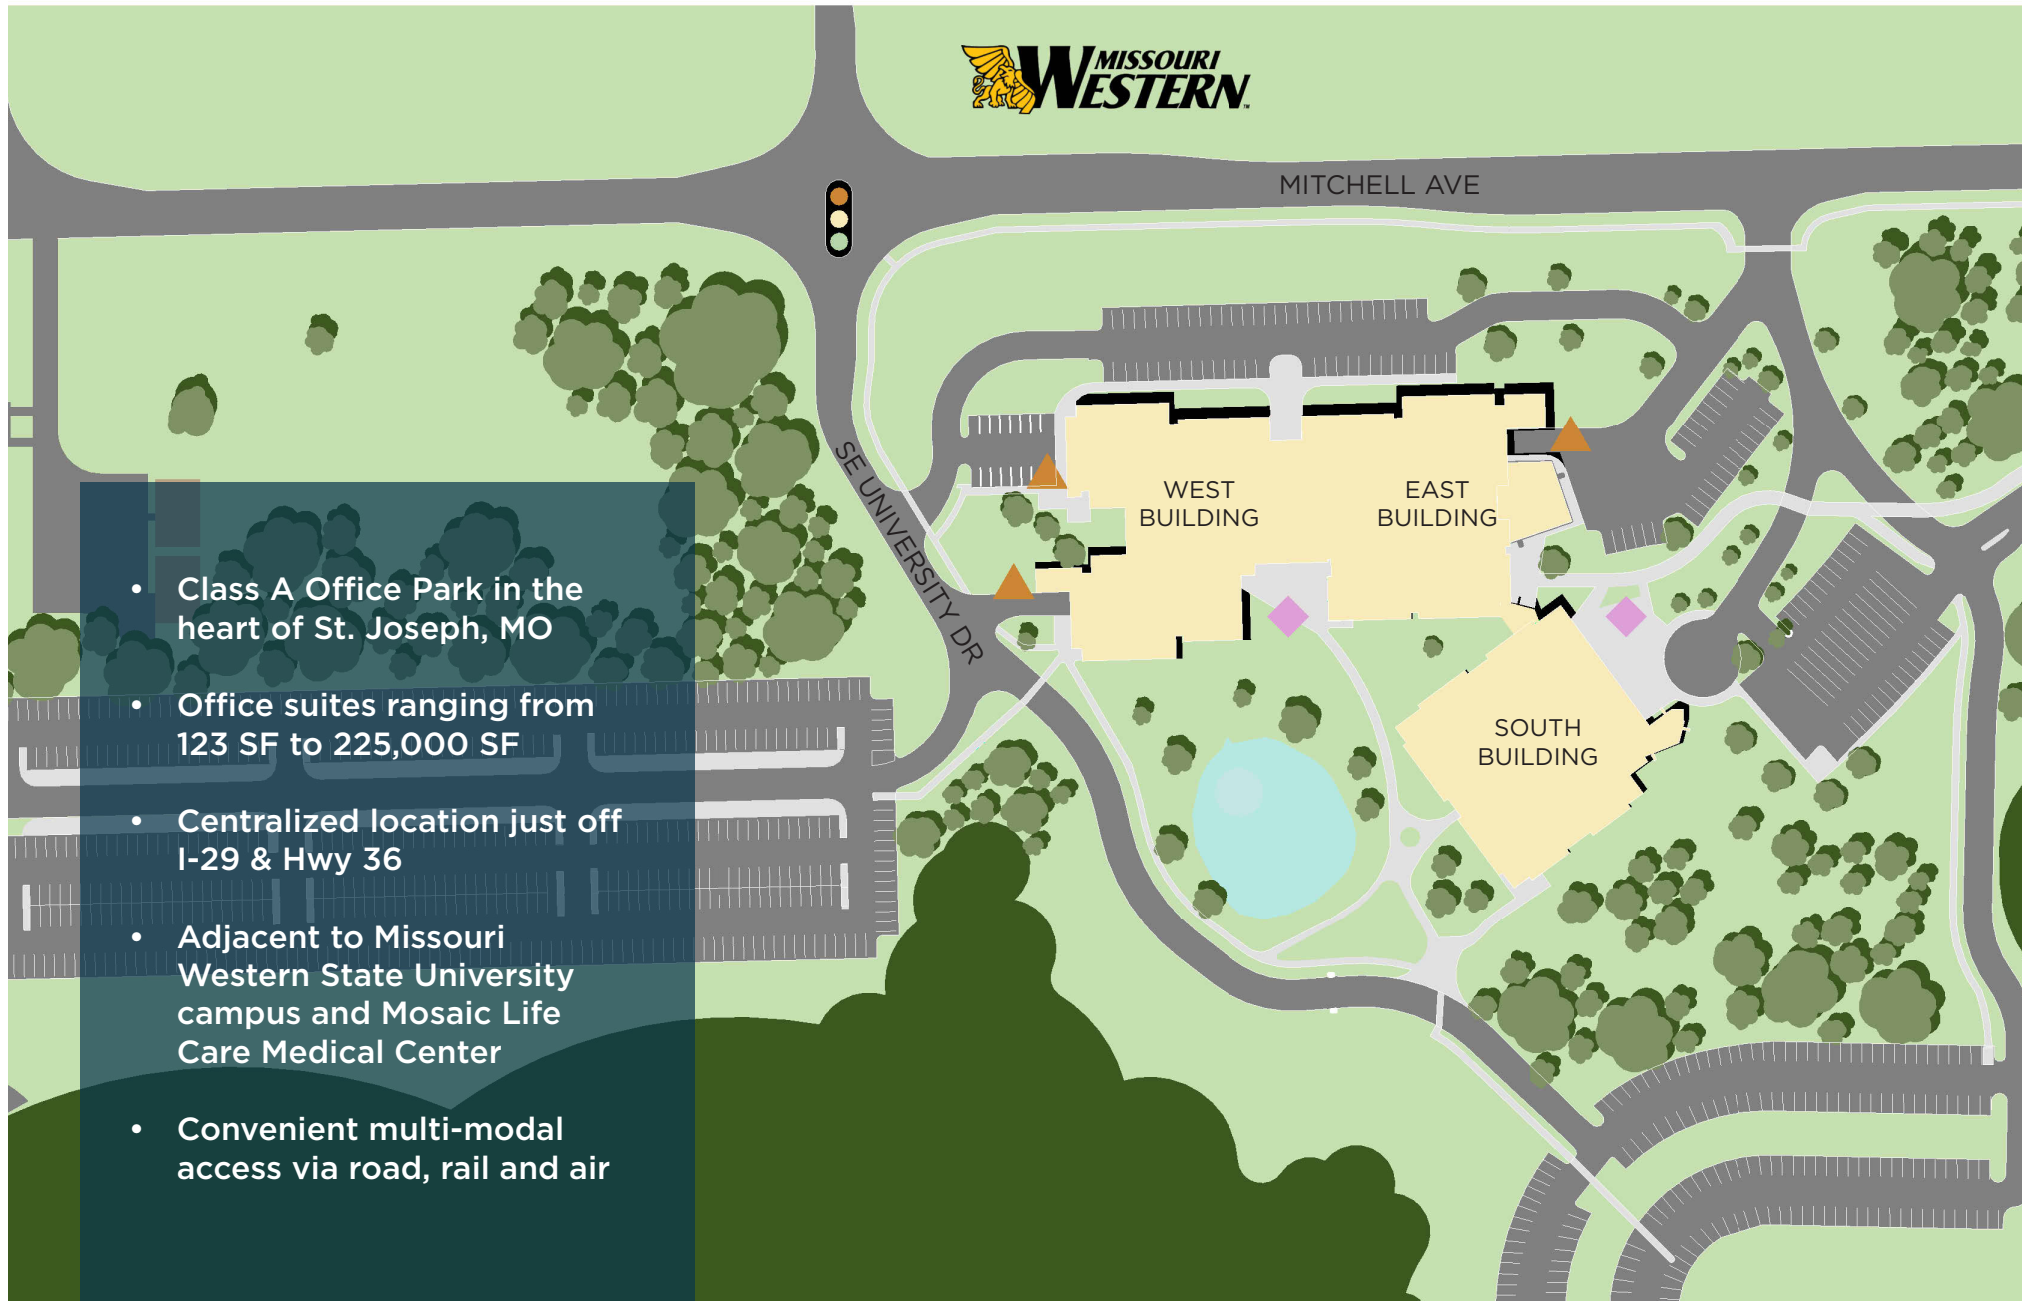 MISSOURI
WESTERN™
MITCHELL AVE
SE UNIVERSITY DR
WEST
BUILDING
EAST
BUILDING
SOUTH
BUILDING
• Class A Office Park in the
heart of St. Joseph, MO
• Office suites ranging from
123 SF to 225,000 SF
• Centralized location just off
I-29 & Hwy 36
• Adjacent to Missouri
Western State University
campus and Mosaic Life
Care Medical Center
• Convenient multi-modal
access via road, rail and air